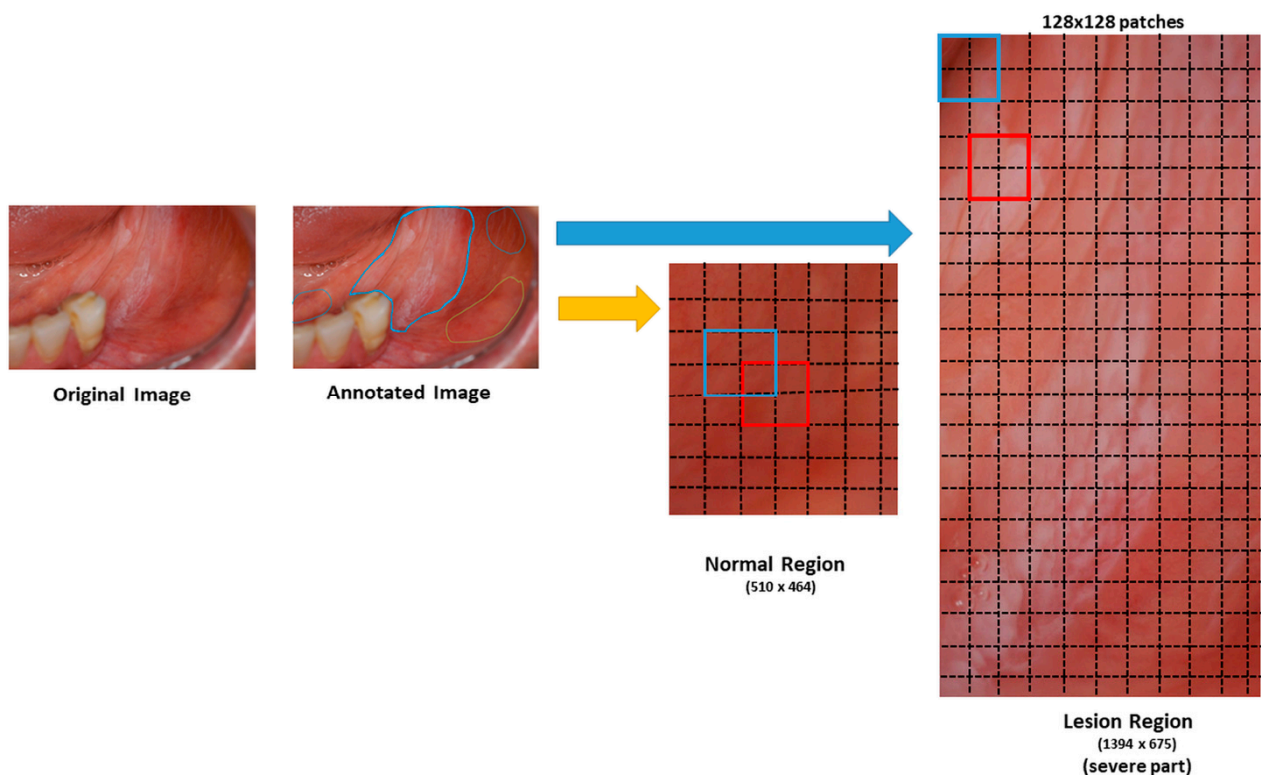 128x128 patches
Original Image
Annotated Image
Normal Region
(510 x 464)
Lesion Region
(1394 x 675)
(severe part)